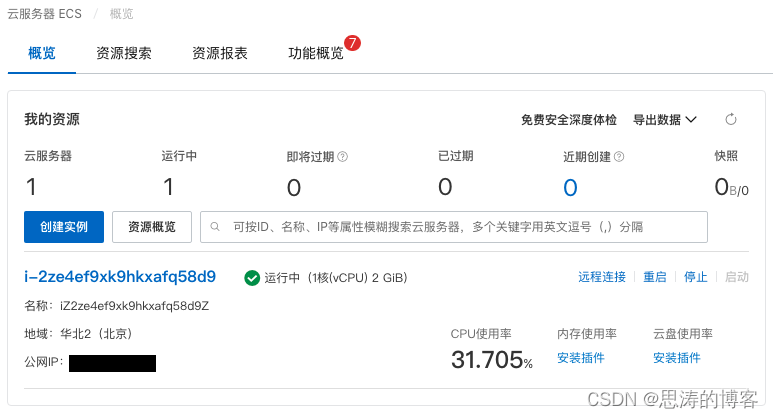 云服务器 ECS / 概览
概览 资源搜索 资源报表 功能概览 7
我的资源 免费安全深度体检 导出数据
云服务器 运行中 即将过期 已过期 近期创建 快照
1 1 0 0 0 0B/0
创建实例 资源概览 可按ID、名称、IP等属性模糊搜索云服务器，多个关键字用英文逗号（,）分隔
i-2ze4ef9xk9hkxafq58d9 运行中（1核(vCPU) 2 GiB） 远程连接 重启 停止 启动
名称：iZ2ze4ef9xk9hkxafq58d9Z
地域：华北2（北京） CPU使用率 内存使用率 云盘使用率
公网IP： 31.705% 安装插件 安装插件
CSDN @思涛的博客